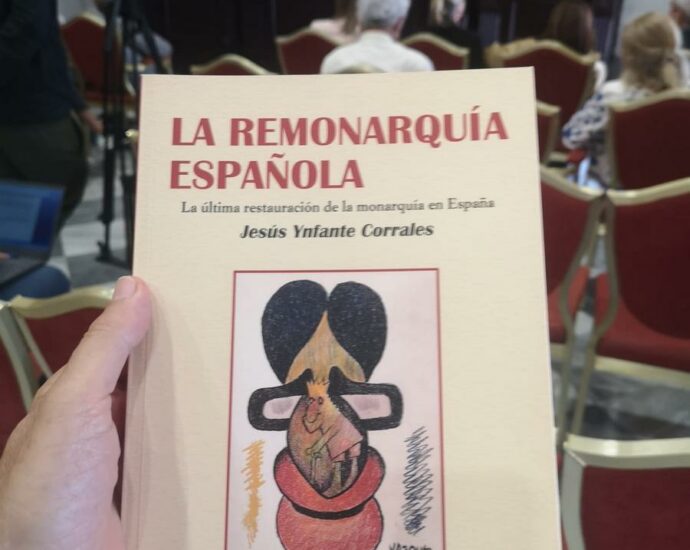 LA REMONARQUÍA
ESPAÑOLA
La última restauración de la monarquía en España
Jesús Ynfante Corrales